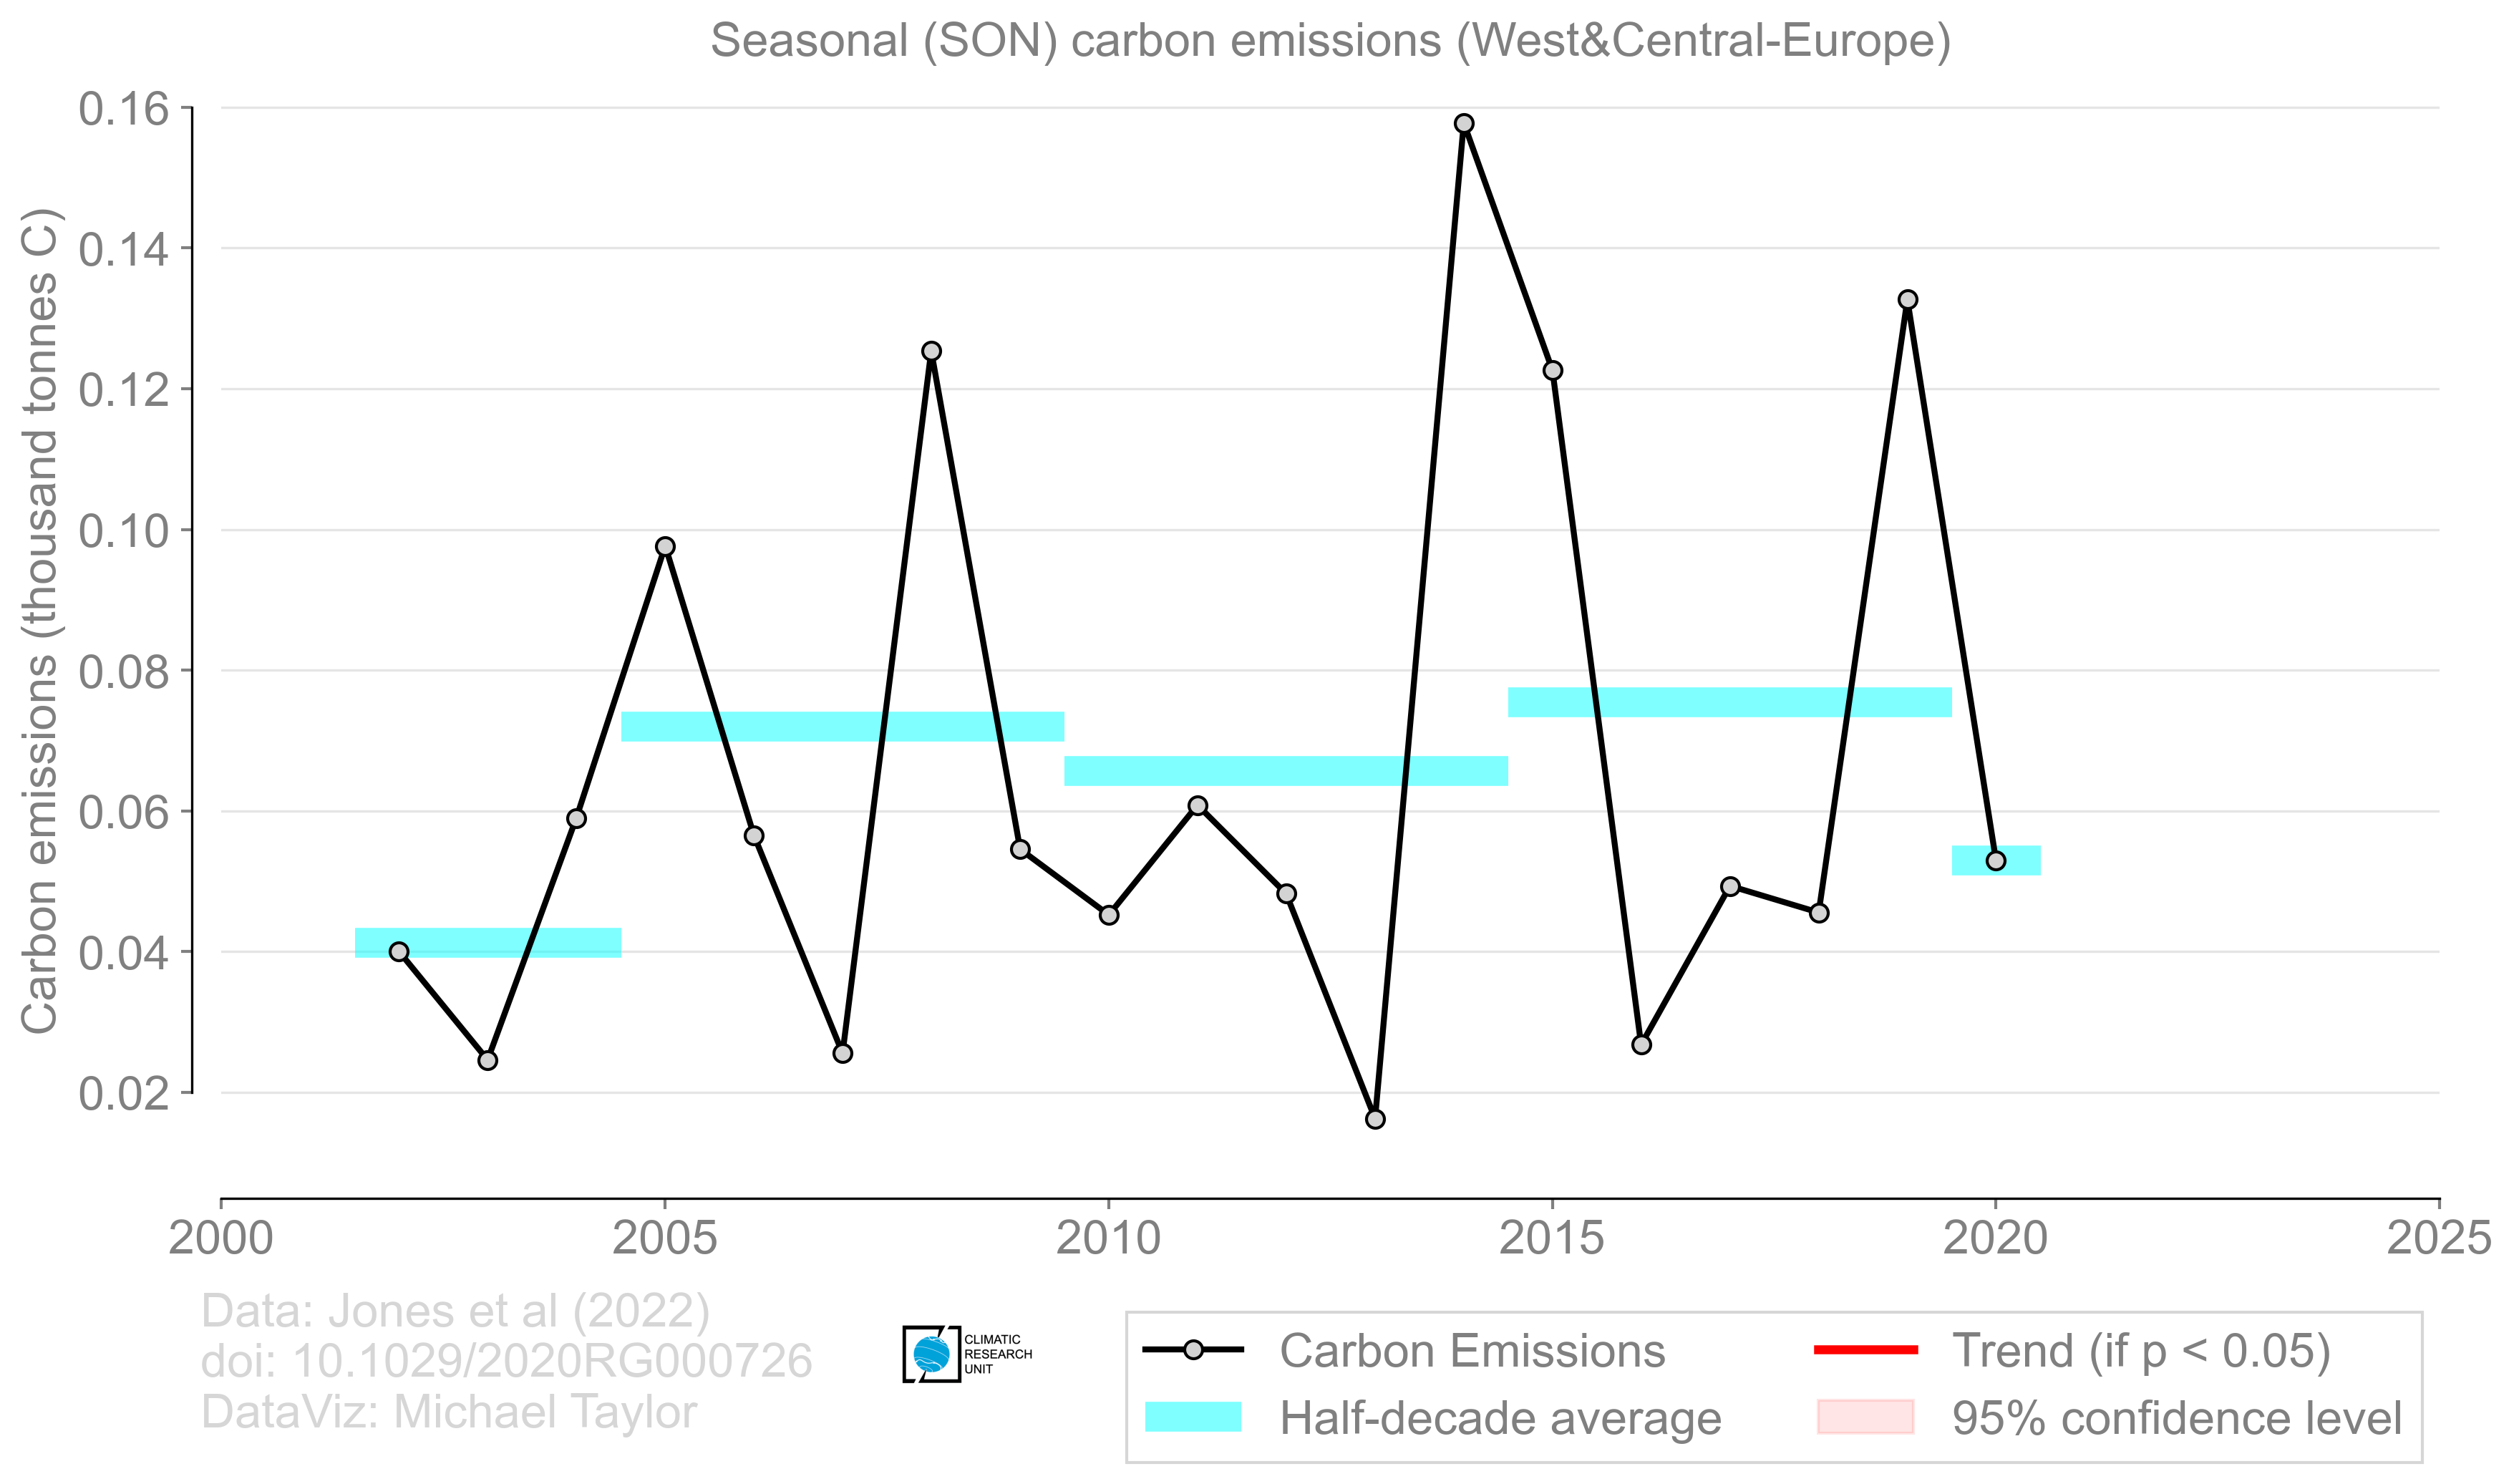 Seasonal (SON) carbon emissions (West&Central-Europe)
Carbon emissions (thousand tonnes C)
0.16
0.14
0.12
0.10
0.08
0.06
0.04
0.02
2000 2005 2010 2015 2020 2025
Data: Jones et al (2022)
doi: 10.1029/2020RG000726
DataViz: Michael Taylor
CLIMATIC
RESEARCH
UNIT
Carbon Emissions
Half-decade average
Trend (if p < 0.05)
95% confidence level